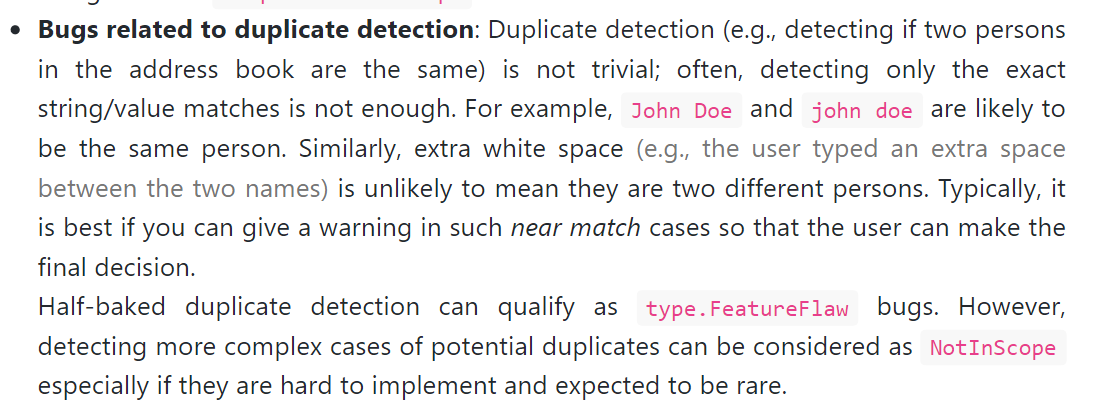 • Bugs related to duplicate detection: Duplicate detection (e.g., detecting if two persons
in the address book are the same) is not trivial; often, detecting only the exact
string/value matches is not enough. For example, John Doe and john doe are likely to
be the same person. Similarly, extra white space (e.g., the user typed an extra space
between the two names) is unlikely to mean they are two different persons. Typically, it
is best if you can give a warning in such near match cases so that the user can make the
final decision.
Half-baked duplicate detection can qualify as type.FeatureFlaw bugs. However,
detecting more complex cases of potential duplicates can be considered as NotInScope
especially if they are hard to implement and expected to be rare.